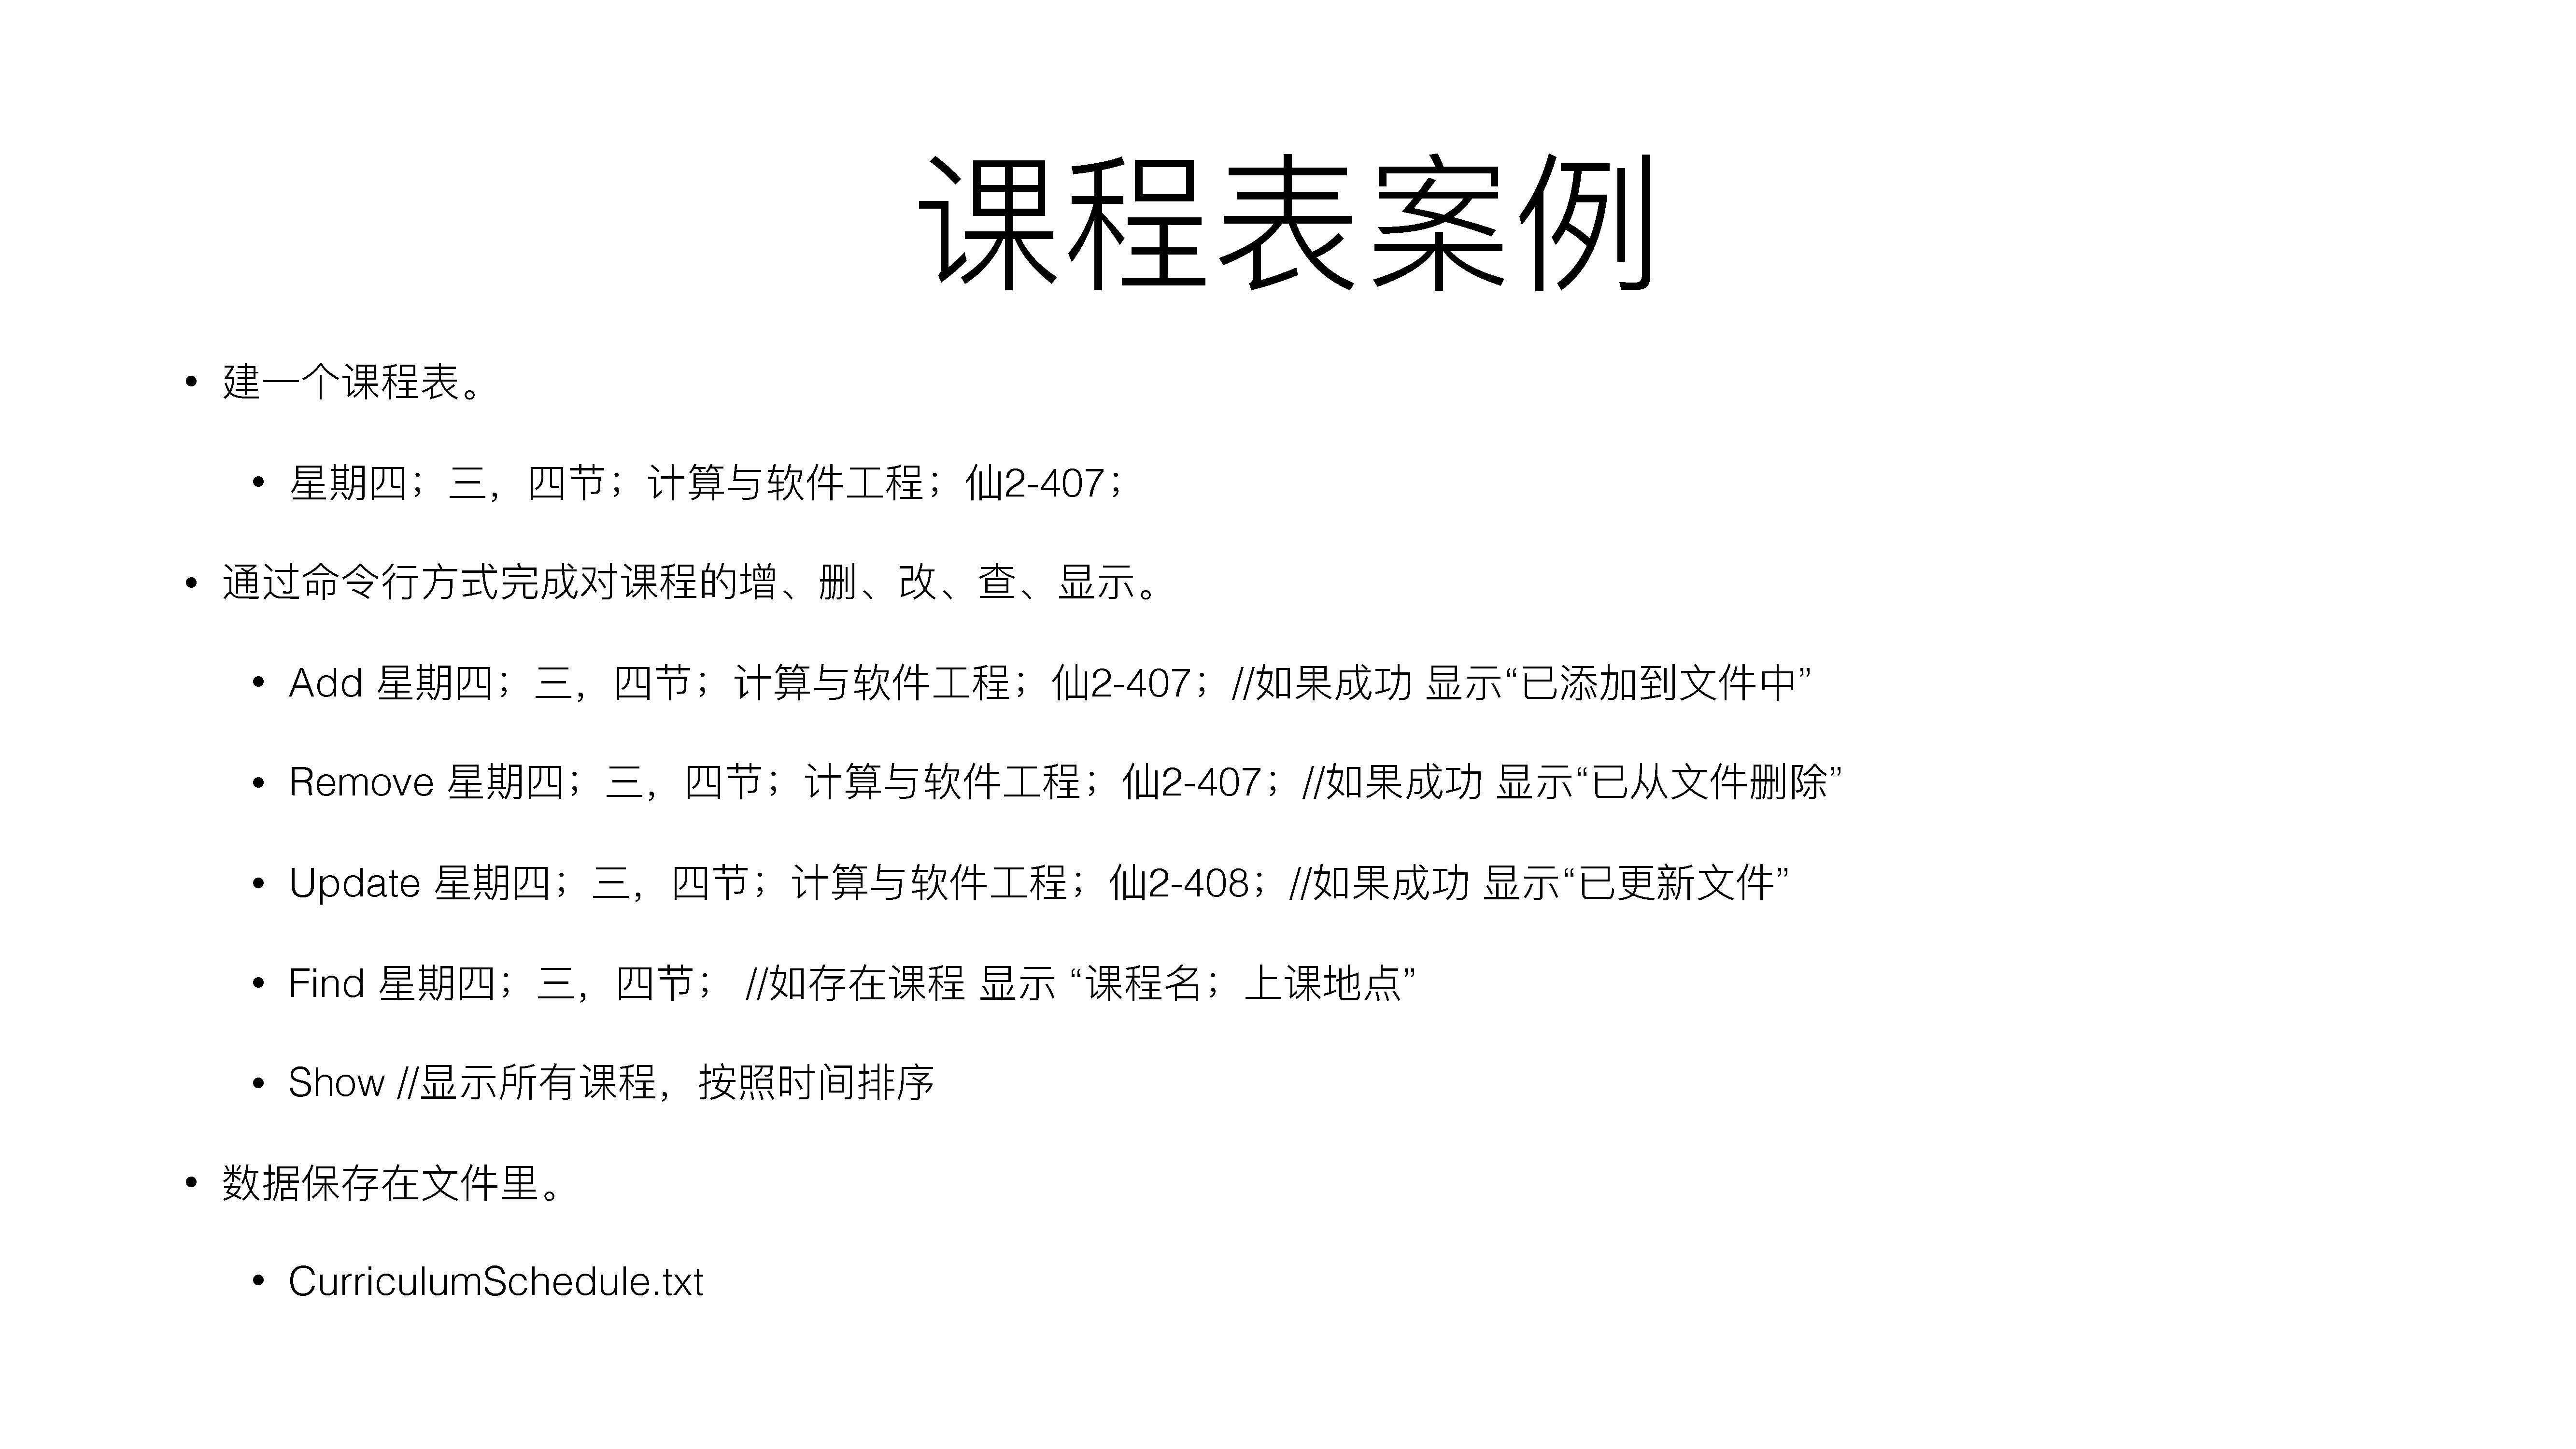 课程表案例
• 建一个课程表。
• 星期四；三，四节；计算与软件工程；仙2-407；
• 通过命令行方式完成对课程的增、删、改、查、显示。
• Add 星期四；三，四节；计算与软件工程；仙2-407；//如果成功 显示“已添加到文件中”
• Remove 星期四；三，四节；计算与软件工程；仙2-407；//如果成功 显示“已从文件删除”
• Update 星期四；三，四节；计算与软件工程；仙2-408；//如果成功 显示“已更新文件”
• Find 星期四；三，四节； //如存在课程 显示 “课程名；上课地点”
• Show //显示所有课程，按照时间排序
• 数据保存在文件里。
• CurriculumSchedule.txt